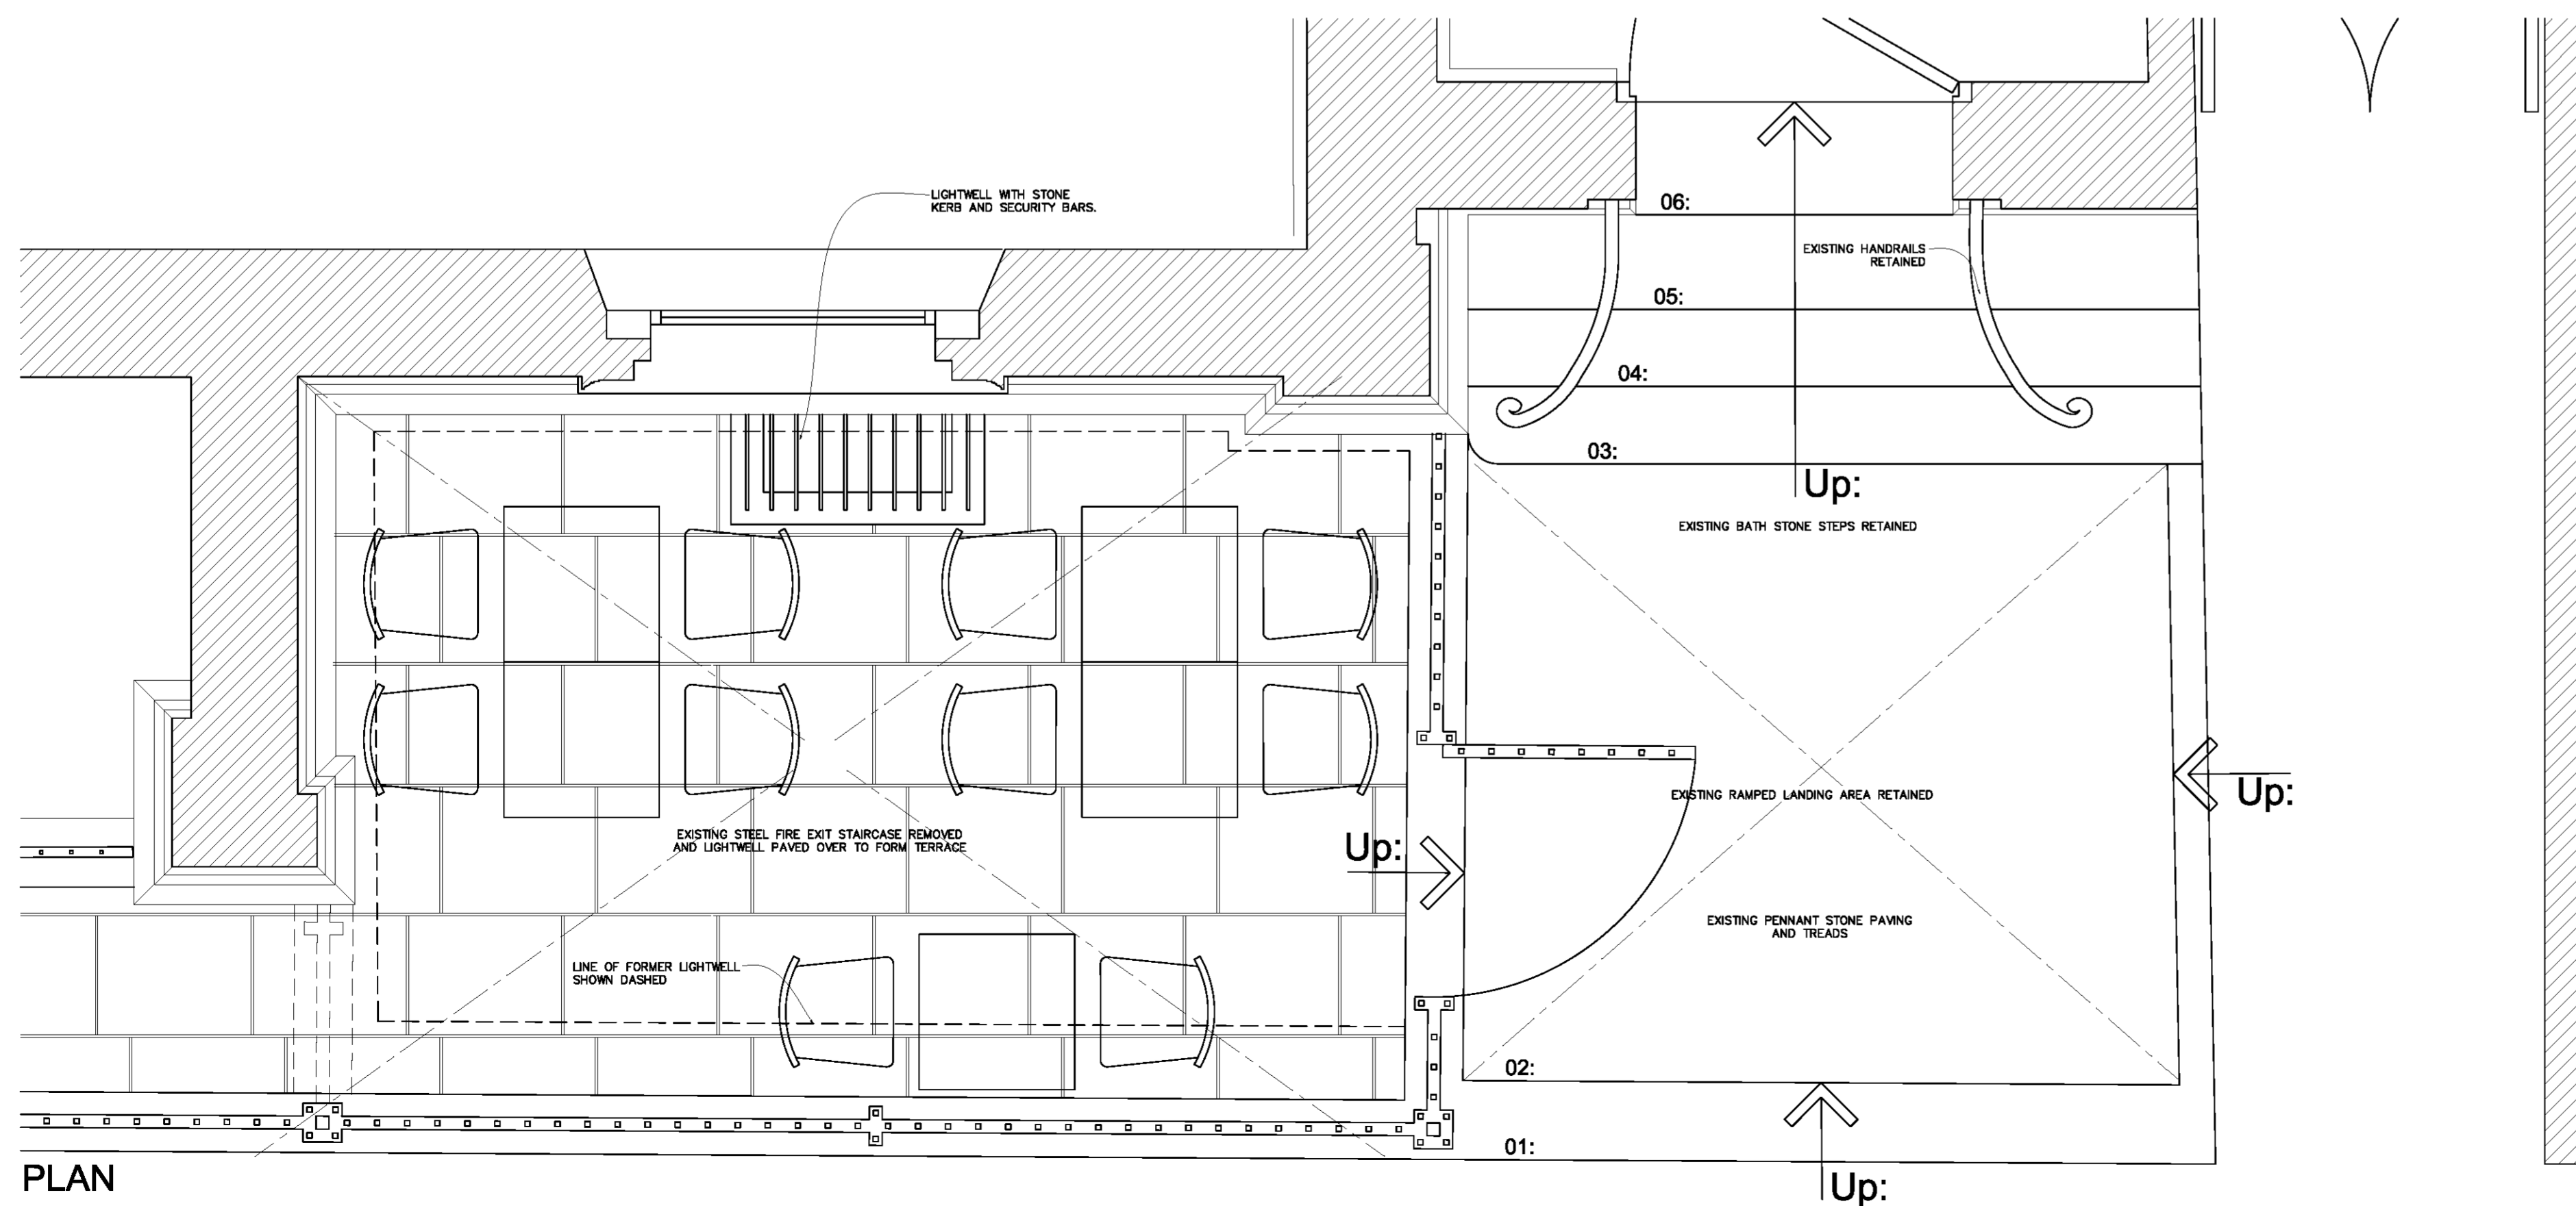 LIGHTWELL WITH STONE
KERB AND SECURITY BARS.
06:
EXISTING HANDRAILS
RETAINED
05:
04:
03:
Up:
EXISTING BATH STONE STEPS RETAINED
EXISTING RAMPED LANDING AREA RETAINED
Up:
EXISTING STEEL FIRE EXIT STAIRCASE REMOVED
AND LIGHTWELL PAVED OVER TO FORM TERRACE
Up:
EXISTING PENNANT STONE PAVING
AND TREADS
LINE OF FORMER LIGHTWELL
SHOWN DASHED
02:
01:
PLAN
Up: